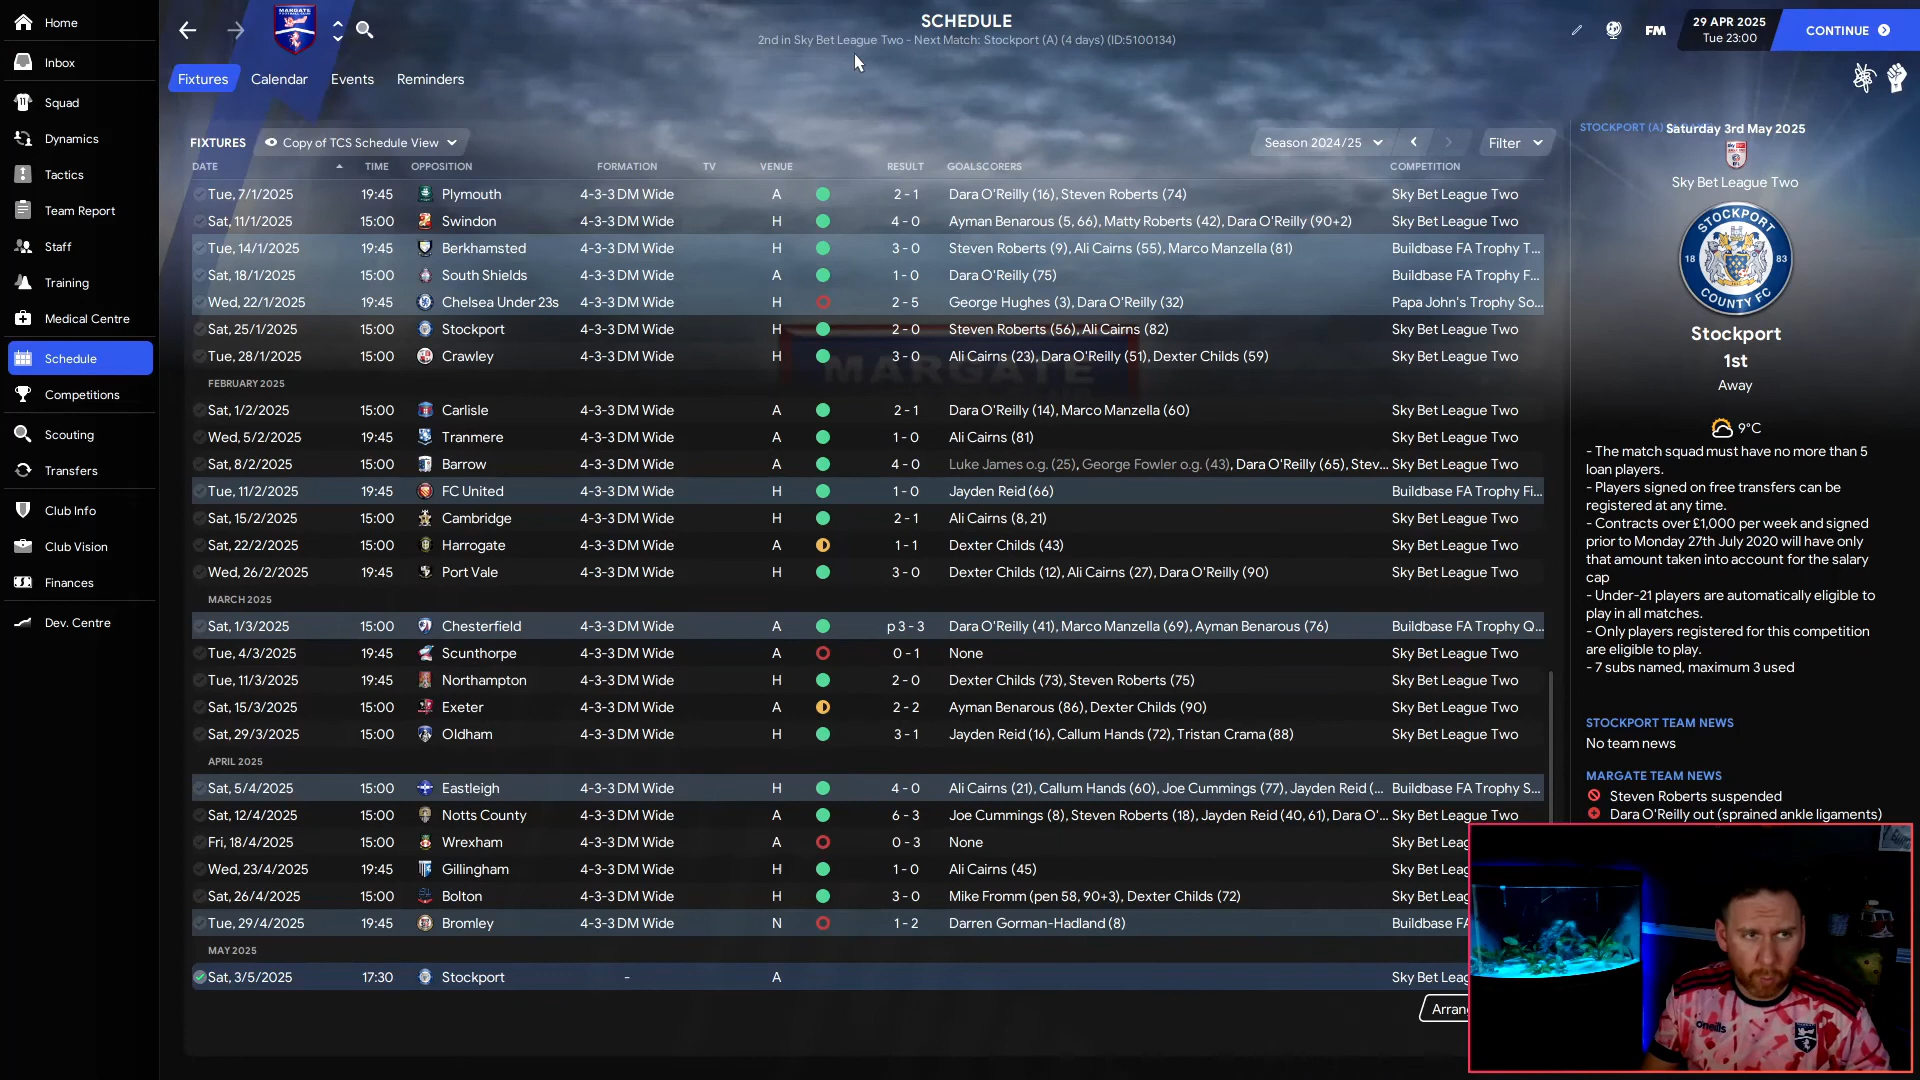 Home
Inbox
Squad
Dynamics
Tactics
Team Report
Staff
Training
Medical Centre
Schedule
Competitions
Scouting
Transfers
Club Info
Club Vision
Finances
Dev. Centre
MARGATE
SCHEDULE
2nd in Sky Bet League Two - Next Match: Stockport (A) (4 days) (ID:5100134)
FM
29 APR 2025
Tue 23:00
CONTINUE
Fixtures Calendar Events Reminders
FIXTURES Copy of TCS Schedule View Season 2024/25 Filter
DATE TIME OPPOSITION FORMATION TV VENUE RESULT GOALSCORERS COMPETITION
Tue, 7/1/2025 19:45 Plymouth 4-3-3 DM Wide A 2 - 1 Dara O'Reilly (16), Steven Roberts (74) Sky Bet League Two
Sat, 11/1/2025 15:00 Swindon 4-3-3 DM Wide H 4 - 0 Ayman Benarous (5, 66), Matty Roberts (42), Dara O'Reilly (90+2) Sky Bet League Two
Tue, 14/1/2025 19:45 Berkhamsted 4-3-3 DM Wide H 3 - 0 Steven Roberts (9), Ali Cairns (55), Marco Manzella (81) Buildbase FA Trophy T...
Sat, 18/1/2025 15:00 South Shields 4-3-3 DM Wide A 1 - 0 Dara O'Reilly (75) Buildbase FA Trophy F...
Wed, 22/1/2025 19:45 Chelsea Under 23s 4-3-3 DM Wide H 2 - 5 George Hughes (3), Dara O'Reilly (32) Papa John's Trophy So...
Sat, 25/1/2025 15:00 Stockport 4-3-3 DM Wide H 2 - 0 Steven Roberts (56), Ali Cairns (82) Sky Bet League Two
Tue, 28/1/2025 15:00 Crawley 4-3-3 DM Wide H 3 - 0 Ali Cairns (23), Dara O'Reilly (51), Dexter Childs (59) Sky Bet League Two
MARGATE
FEBRUARY 2025
Sat, 1/2/2025 15:00 Carlisle 4-3-3 DM Wide A 2 - 1 Dara O'Reilly (14), Marco Manzella (60) Sky Bet League Two
Wed, 5/2/2025 19:45 Tranmere 4-3-3 DM Wide A 1 - 0 Ali Cairns (81) Sky Bet League Two
Sat, 8/2/2025 15:00 Barrow 4-3-3 DM Wide A 4 - 0 Luke James o.g. (25), George Fowler o.g. (43), Dara O'Reilly (65), Stev... Sky Bet League Two
Tue, 11/2/2025 19:45 FC United 4-3-3 DM Wide H 1 - 0 Jayden Reid (66) Buildbase FA Trophy Fi...
Sat, 15/2/2025 15:00 Cambridge 4-3-3 DM Wide H 2 - 1 Ali Cairns (8, 21) Sky Bet League Two
Sat, 22/2/2025 15:00 Harrogate 4-3-3 DM Wide A 1 - 1 Dexter Childs (43) Sky Bet League Two
Wed, 26/2/2025 19:45 Port Vale 4-3-3 DM Wide H 3 - 0 Dexter Childs (12), Ali Cairns (27), Dara O'Reilly (90) Sky Bet League Two
MARCH 2025
Sat, 1/3/2025 15:00 Chesterfield 4-3-3 DM Wide A p 3 - 3 Dara O'Reilly (41), Marco Manzella (69), Ayman Benarous (76) Buildbase FA Trophy Q...
Tue, 4/3/2025 19:45 Scunthorpe 4-3-3 DM Wide A 0 - 1 None Sky Bet League Two
Tue, 11/3/2025 19:45 Northampton 4-3-3 DM Wide H 2 - 0 Dexter Childs (73), Steven Roberts (75) Sky Bet League Two
Sat, 15/3/2025 15:00 Exeter 4-3-3 DM Wide A 2 - 2 Ayman Benarous (86), Dexter Childs (90) Sky Bet League Two
Sat, 29/3/2025 15:00 Oldham 4-3-3 DM Wide H 3 - 1 Jayden Reid (16), Callum Hands (72), Tristan Crama (88) Sky Bet League Two
APRIL 2025
Sat, 5/4/2025 15:00 Eastleigh 4-3-3 DM Wide H 4 - 0 Ali Cairns (21), Callum Hands (60), Joe Cummings (77), Jayden Reid (... Buildbase FA Trophy S...
Sat, 12/4/2025 15:00 Notts County 4-3-3 DM Wide A 6 - 3 Joe Cummings (8), Steven Roberts (18), Jayden Reid (40, 61), Dara O'... Sky Bet League Two
Fri, 18/4/2025 15:00 Wrexham 4-3-3 DM Wide A 0 - 3 None Sky Bet Leag
Wed, 23/4/2025 19:45 Gillingham 4-3-3 DM Wide H 1 - 0 Ali Cairns (45) Sky Bet Leag
Sat, 26/4/2025 15:00 Bolton 4-3-3 DM Wide H 3 - 0 Mike Fromm (pen 58, 90+3), Dexter Childs (72) Sky Bet Leag
Tue, 29/4/2025 19:45 Bromley 4-3-3 DM Wide N 1 - 2 Darren Gorman-Hadland (8) Buildbase FA
MAY 2025
Sat, 3/5/2025 17:30 Stockport - A Sky Bet Leag
Arran
STOCKPORT (A) Saturday 3rd May 2025
Sky Bet League Two
STOCKPORT
18 83
COUNTY FC
Stockport
1st
Away
9°C
- The match squad must have no more than 5
loan players.
- Players signed on free transfers can be
registered at any time.
- Contracts over £1,000 per week and signed
prior to Monday 27th July 2020 will have only
that amount taken into account for the salary
cap
- Under-21 players are automatically eligible to
play in all matches.
- Only players registered for this competition
are eligible to play.
- 7 subs named, maximum 3 used
STOCKPORT TEAM NEWS
No team news
MARGATE TEAM NEWS
Steven Roberts suspended
Dara O'Reilly out (sprained ankle ligaments)
oneills